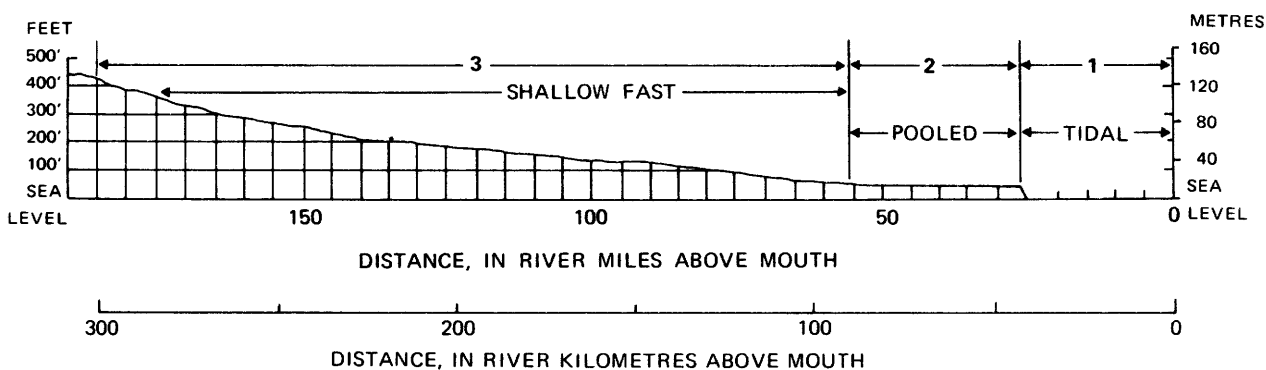 FEET
METRES
500'
160
3
2
1
400'
120
SHALLOW FAST
300'
80
POOLED
TIDAL
200'
100'
40
SEA
LEVEL
SEA
LEVEL
150
100
50
0
DISTANCE, IN RIVER MILES ABOVE MOUTH
300
200
100
0
DISTANCE, IN RIVER KILOMETRES ABOVE MOUTH